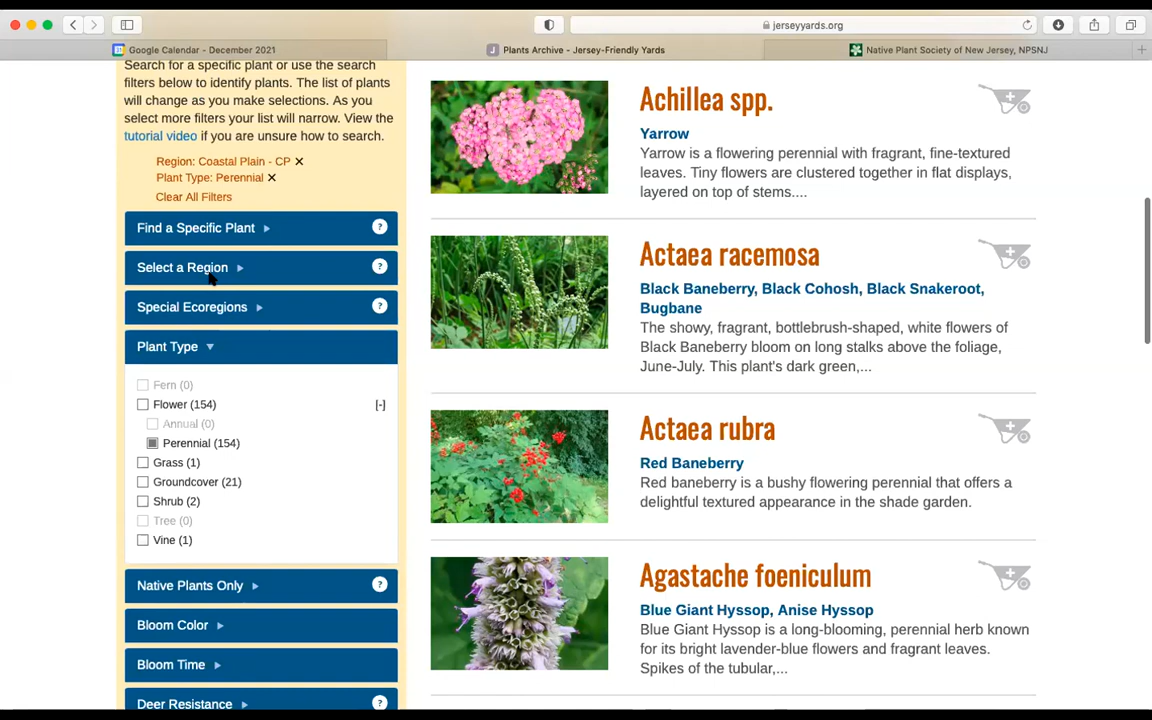 jerseyyards.org
Google Calendar - December 2021
Plants Archive - Jersey-Friendly Yards
Native Plant Society of New Jersey, NPSNJ
Search for a specific plant or use the search
filters below to identify plants. The list of plants
will change as you make selections. As you
select more filters your list will narrow. View the
tutorial video if you are unsure how to search.
Region: Coastal Plain - CP ×
Plant Type: Perennial ×
Clear All Filters
Find a Specific Plant ?
Select a Region ?
Special Ecoregions ?
Plant Type
Fern (0)
Flower (154) [-]
Annual (0)
Perennial (154)
Grass (1)
Groundcover (21)
Shrub (2)
Tree (0)
Vine (1)
Native Plants Only ?
Bloom Color
Bloom Time
Deer Resistance ?
Achillea spp.
Yarrow
Yarrow is a flowering perennial with fragrant, fine-textured
leaves. Tiny flowers are clustered together in flat displays,
layered on top of stems....
Actaea racemosa
Black Baneberry, Black Cohosh, Black Snakeroot,
Bugbane
The showy, fragrant, bottlebrush-shaped, white flowers of
Black Baneberry bloom on long stalks above the foliage,
June-July. This plant's dark green,...
Actaea rubra
Red Baneberry
Red baneberry is a bushy flowering perennial that offers a
delightful textured appearance in the shade garden.
Agastache foeniculum
Blue Giant Hyssop, Anise Hyssop
Blue Giant Hyssop is a long-blooming, perennial herb known
for its bright lavender-blue flowers and fragrant leaves.
Spikes of the tubular,...